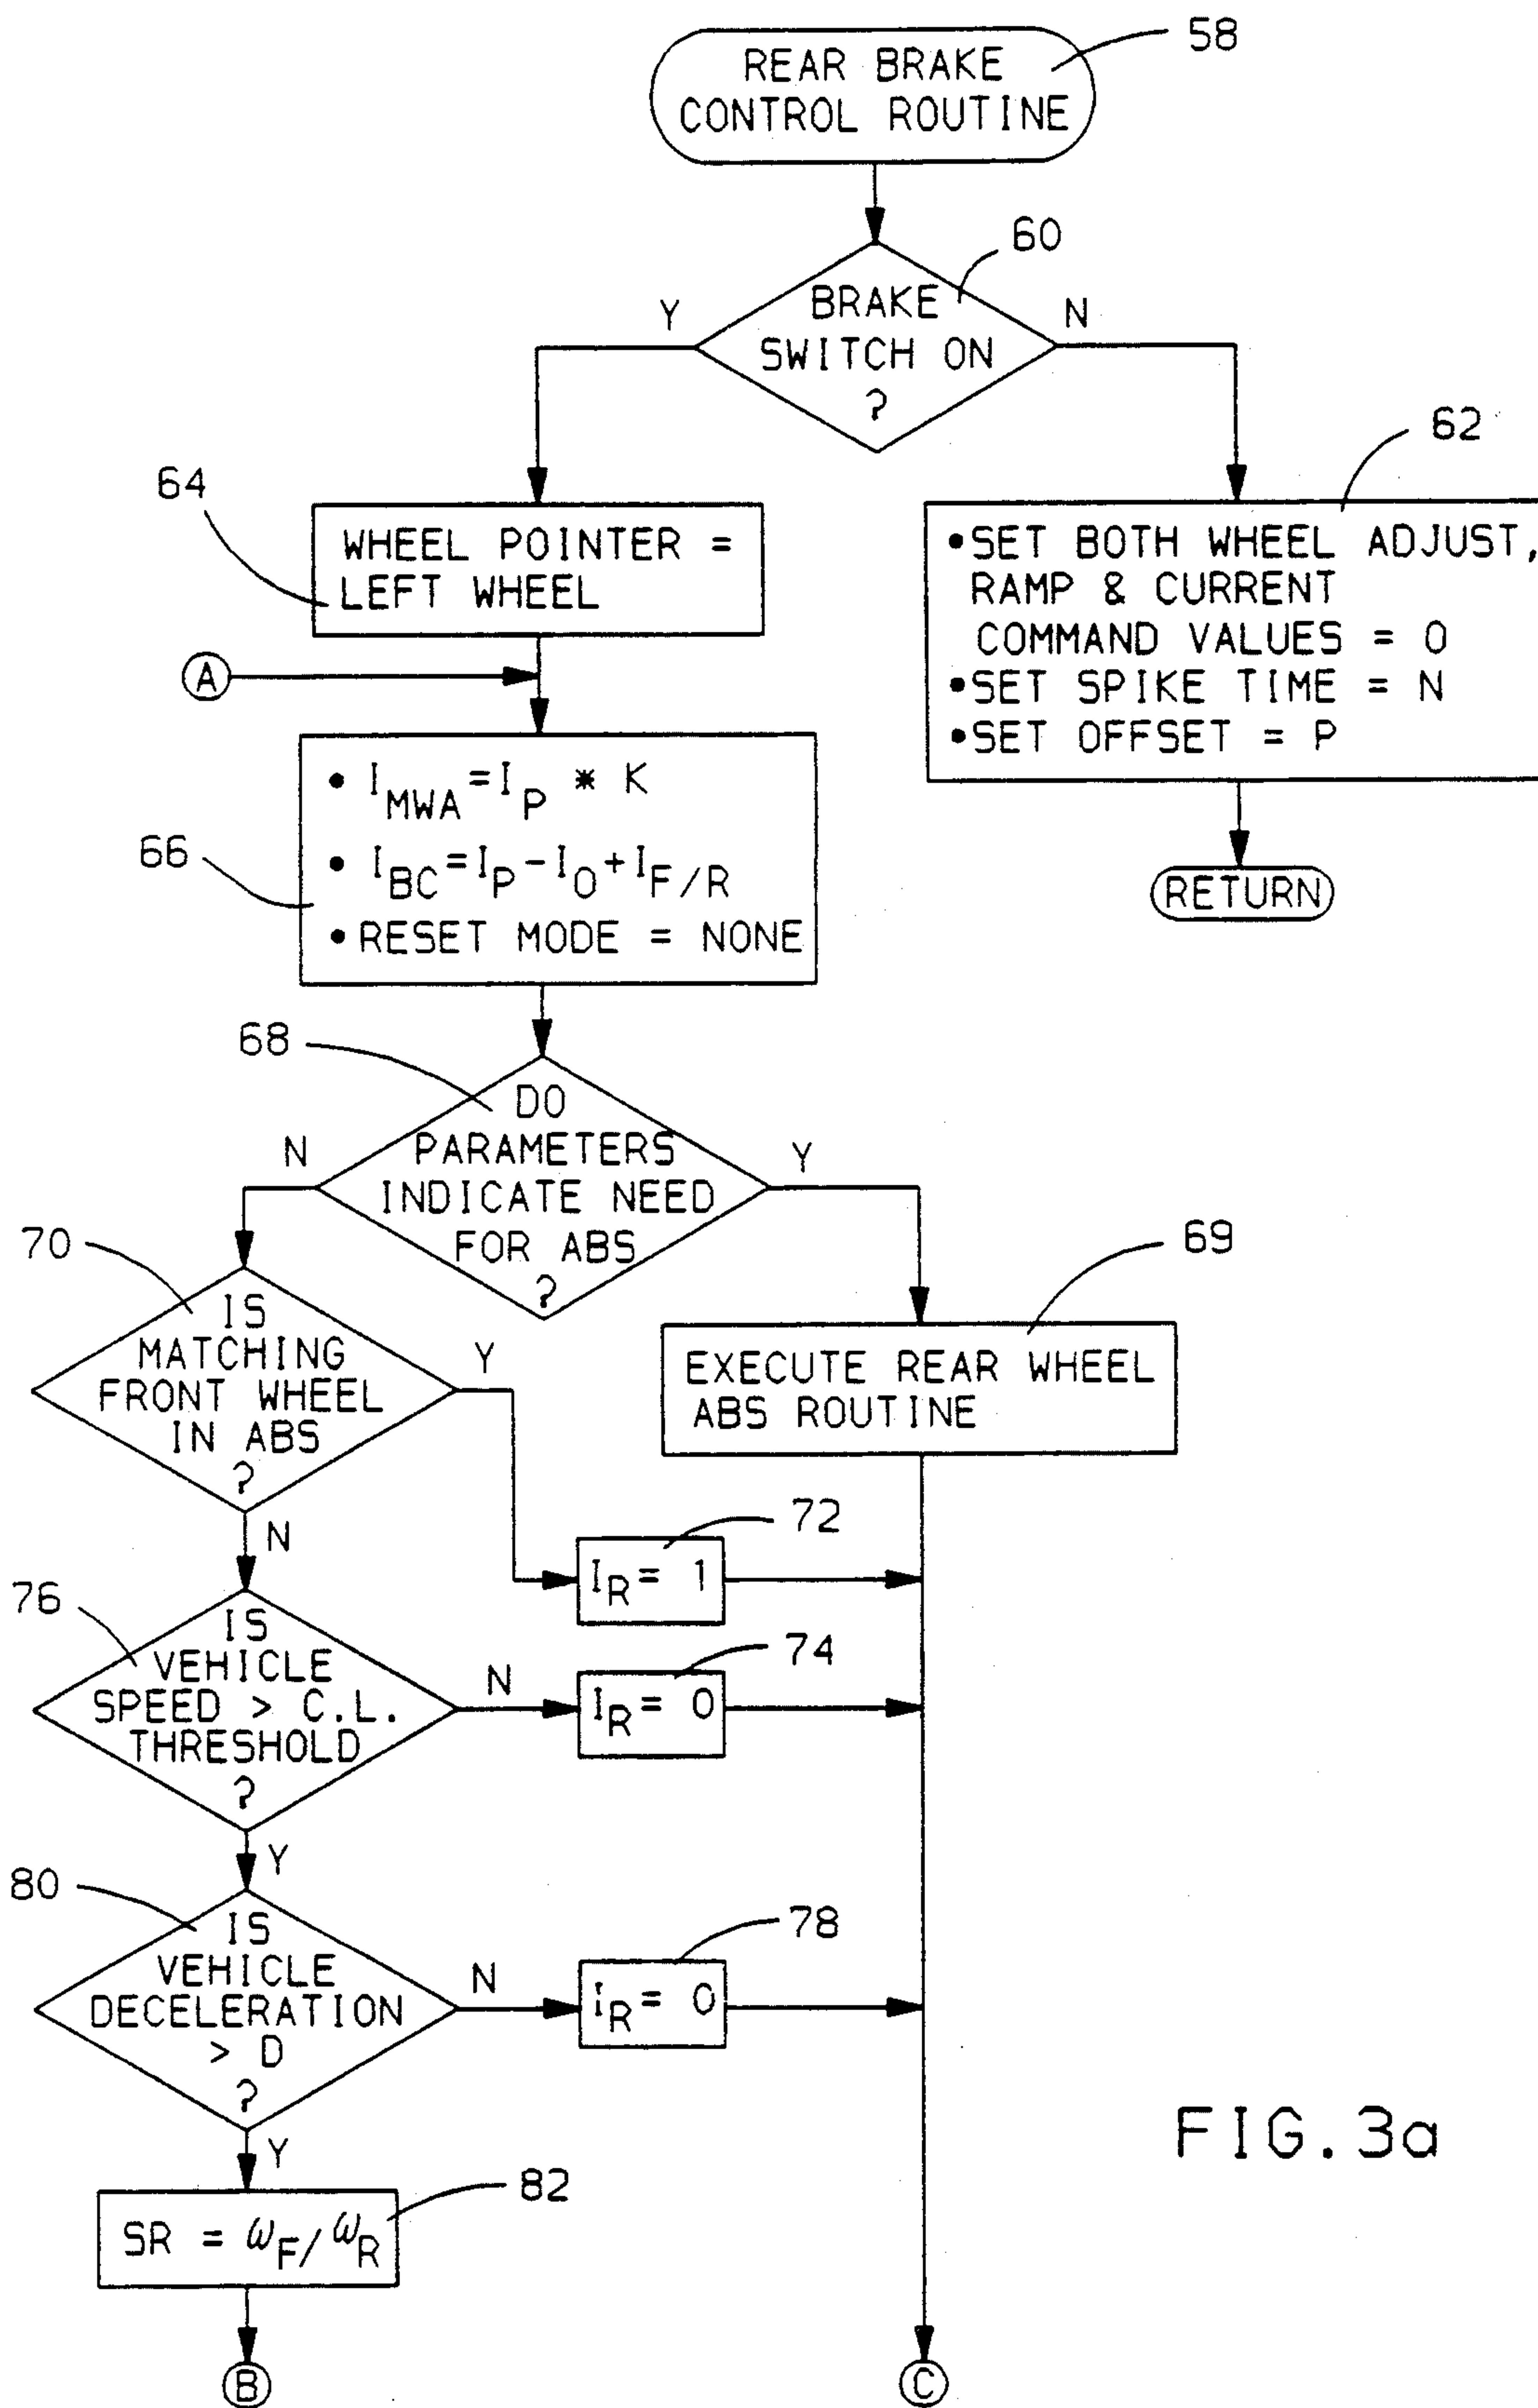 REAR BRAKE
CONTROL ROUTINE
58
BRAKE
SWITCH ON
?
60
Y
N
62
•SET BOTH WHEEL ADJUST,
RAMP & CURRENT
COMMAND VALUES = 0
•SET SPIKE TIME = N
•SET OFFSET = P
RETURN
64
WHEEL POINTER =
LEFT WHEEL
A
66
• I_MWA = I_P * K
• I_BC = I_P - I_O + I_F/R
• RESET MODE = NONE
68
DO
PARAMETERS
INDICATE NEED
FOR ABS
?
N
Y
69
EXECUTE REAR WHEEL
ABS ROUTINE
70
IS
MATCHING
FRONT WHEEL
IN ABS
?
Y
N
72
I_R = 1
76
IS
VEHICLE
SPEED > C.L.
THRESHOLD
?
N
Y
74
I_R = 0
80
IS
VEHICLE
DECELERATION
> D
?
N
Y
78
I_R = 0
82
SR = ω_F/ω_R
B
C
FIG.3a